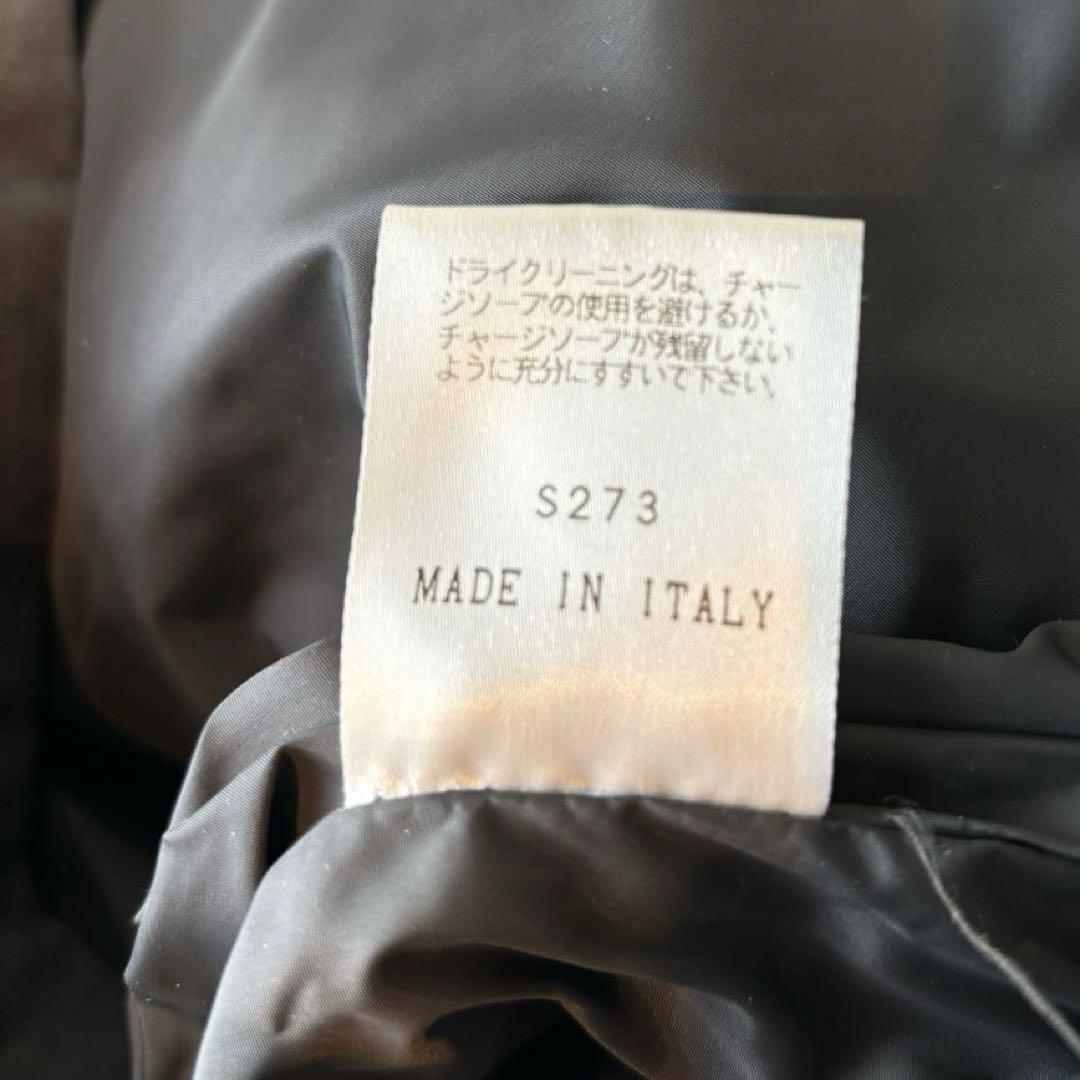 ドライクリーニングは、チャー
ジソープの使用を避けるか、
チャージソープが残留しない
ように充分にすすいで下さい。
S273
MADE IN ITALY